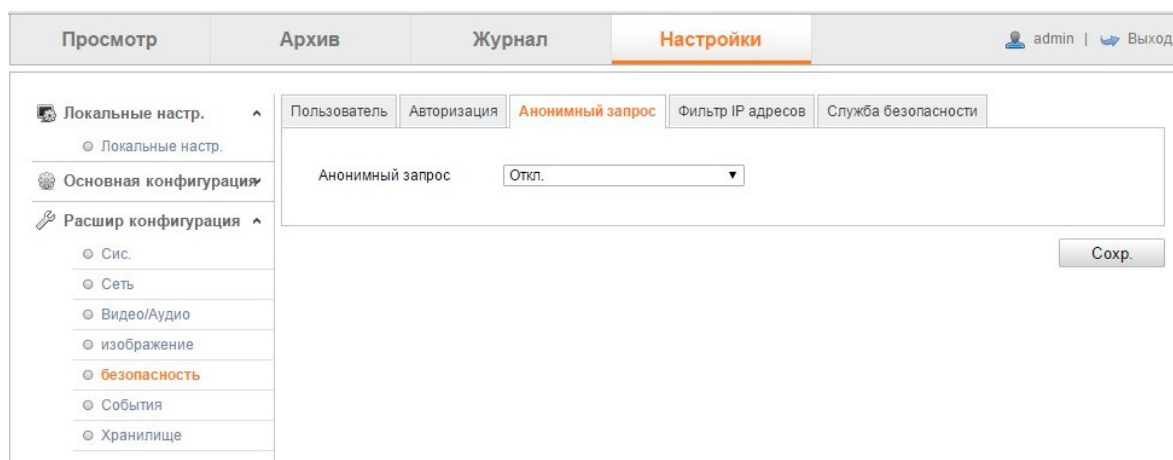 Просмотр Архив Журнал Настройки admin | Выход
Локальные настр.
Локальные настр.
Основная конфигурация
Расшир конфигурация
Сис.
Сеть
Видео/Аудио
изображение
безопасность
События
Хранилище
Пользователь Авторизация Анонимный запрос Фильтр IP адресов Служба безопасности
Анонимный запрос Откл.
Сохр.